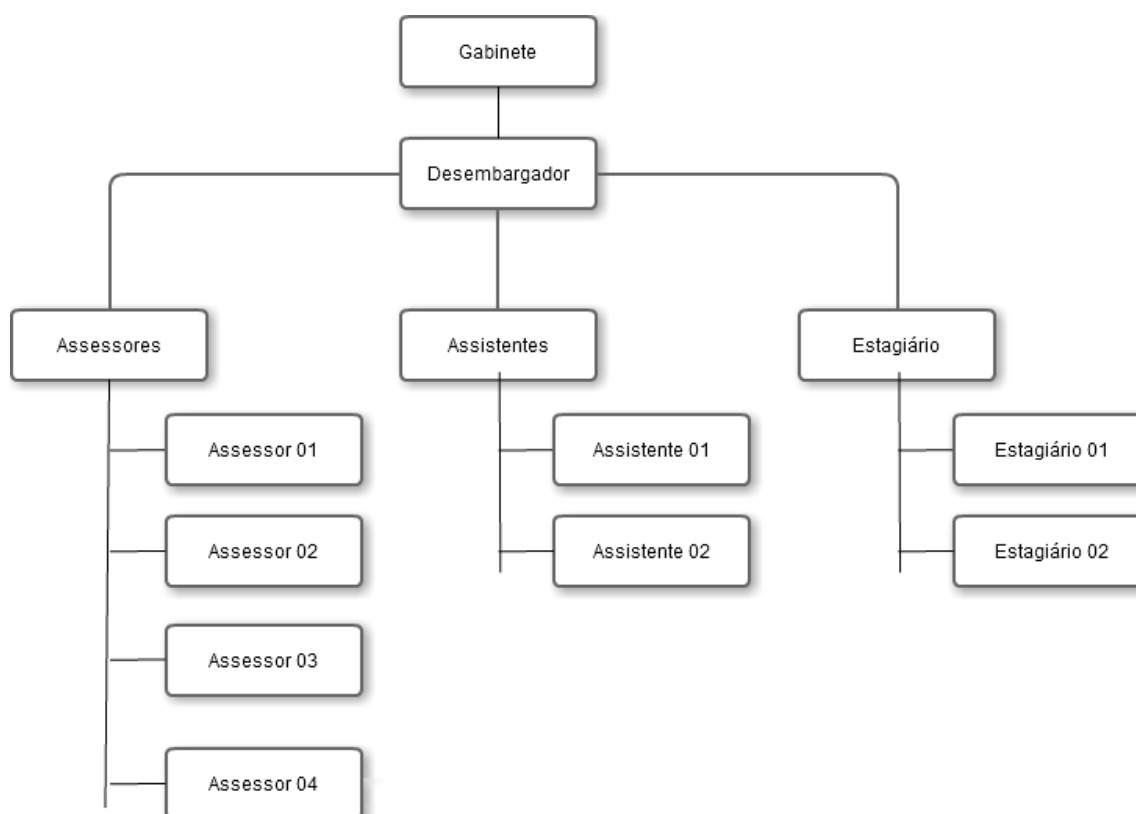 Gabinete
Desembargador
Assessores
Assistentes
Estagiário
Assessor 01
Assistente 01
Estagiário 01
Assessor 02
Assistente 02
Estagiário 02
Assessor 03
Assessor 04